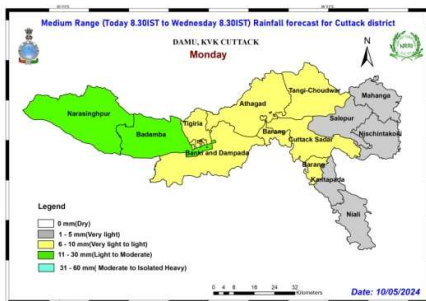 Medium Range (Today 8.30IST to Wednesday 8.30IST) Rainfall forecast for Cuttack district
DAMU, KVK CUTTACK
Monday
N
Mahanga
Tangi-Choudwar
Narasinghpur
Athagad
Salopur
Tigiria
Nischintakoili
Badamba
Barang
Cuttack Sadar
Banki and Dampada
Barang
Kantapada
Niali
Legend
0 mm(Dry)
1 - 5 mm(Very light)
6 - 10 mm(Very light to light)
11 - 30 mm(Light to Moderate)
31 - 60 mm( Moderate to Isolated Heavy)
0 4 8 16 24 32
Kilometers
Date: 10/05/2024